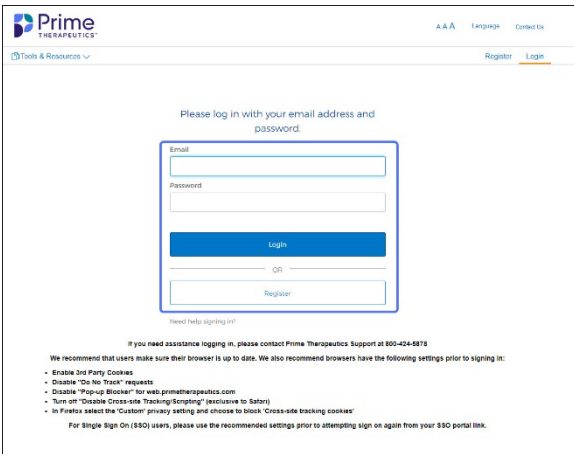 Prime
THERAPEUTICS
A A A Language Contact Us
Tools & Resources
Register Login
Please log in with your email address and
password.
Email
Password
Login
OR
Register
Need help signing in?
If you need assistance logging in, please contact Prime Therapeutics Support at 800-424-5878
We recommend that users make sure their browser is up to date. We also recommend browsers have the following settings prior to signing in:
• Enable 3rd Party Cookies
• Disable "Do No Track" requests
• Disable "Pop-up Blocker" for web.primetherapeutics.com
• Turn off "Disable Cross-site Tracking/Scripting" (exclusive to Safari)
• In Firefox select the 'Custom' privacy setting and choose to block 'Cross-site tracking cookies'
For Single Sign On (SSO) users, please use the recommended settings prior to attempting sign on again from your SSO portal link.